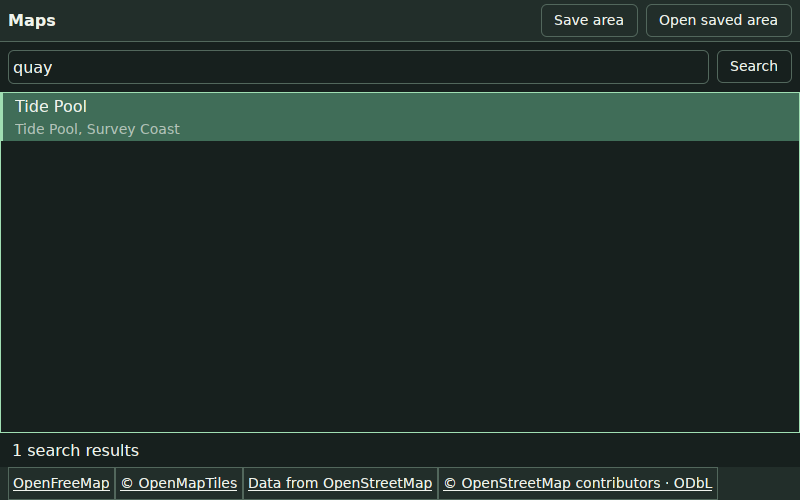 Maps
Save area
Open saved area
quay
Search
Tide Pool
Tide Pool, Survey Coast
1 search results
OpenFreeMap
© OpenMapTiles
Data from OpenStreetMap
© OpenStreetMap contributors · ODbL